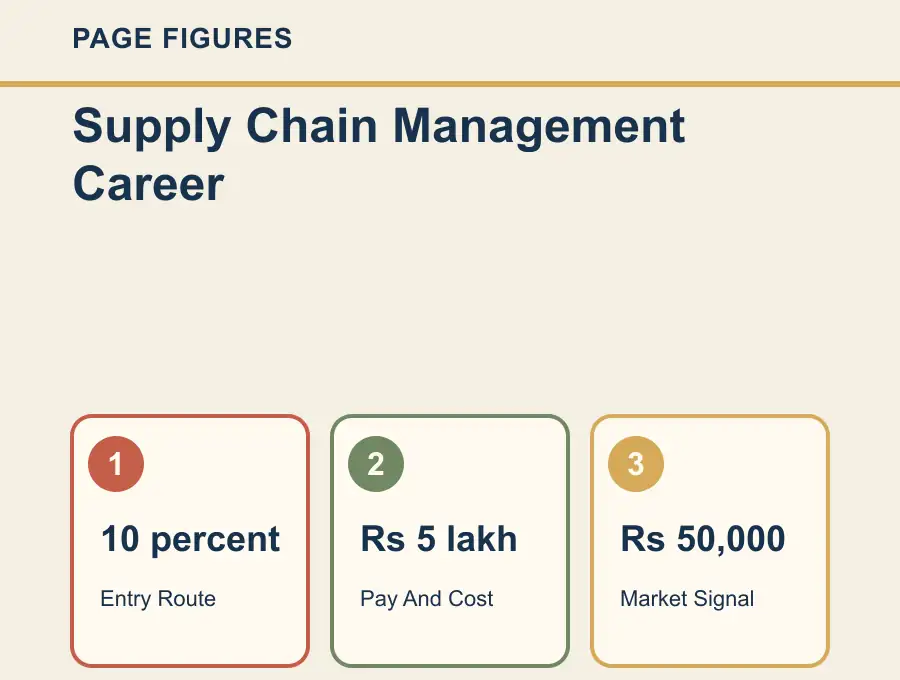 PAGE FIGURES
Supply Chain Management
Career
1
10 percent
Entry Route
2
Rs 5 lakh
Pay And Cost
3
Rs 50,000
Market Signal